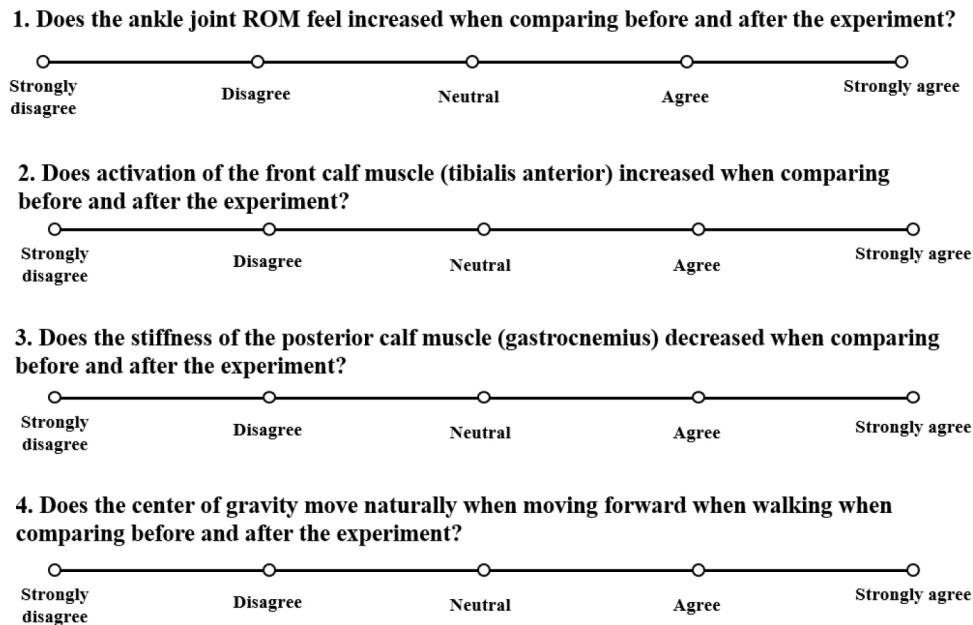 1. Does the ankle joint ROM feel increased when comparing before and after the experiment?
Strongly
disagree
Disagree
Neutral
Agree
Strongly agree
2. Does activation of the front calf muscle (tibialis anterior) increased when comparing
before and after the experiment?
Strongly
disagree
Disagree
Neutral
Agree
Strongly agree
3. Does the stiffness of the posterior calf muscle (gastrocnemius) decreased when comparing
before and after the experiment?
Strongly
disagree
Disagree
Neutral
Agree
Strongly agree
4. Does the center of gravity move naturally when moving forward when walking when
comparing before and after the experiment?
Strongly
disagree
Disagree
Neutral
Agree
Strongly agree